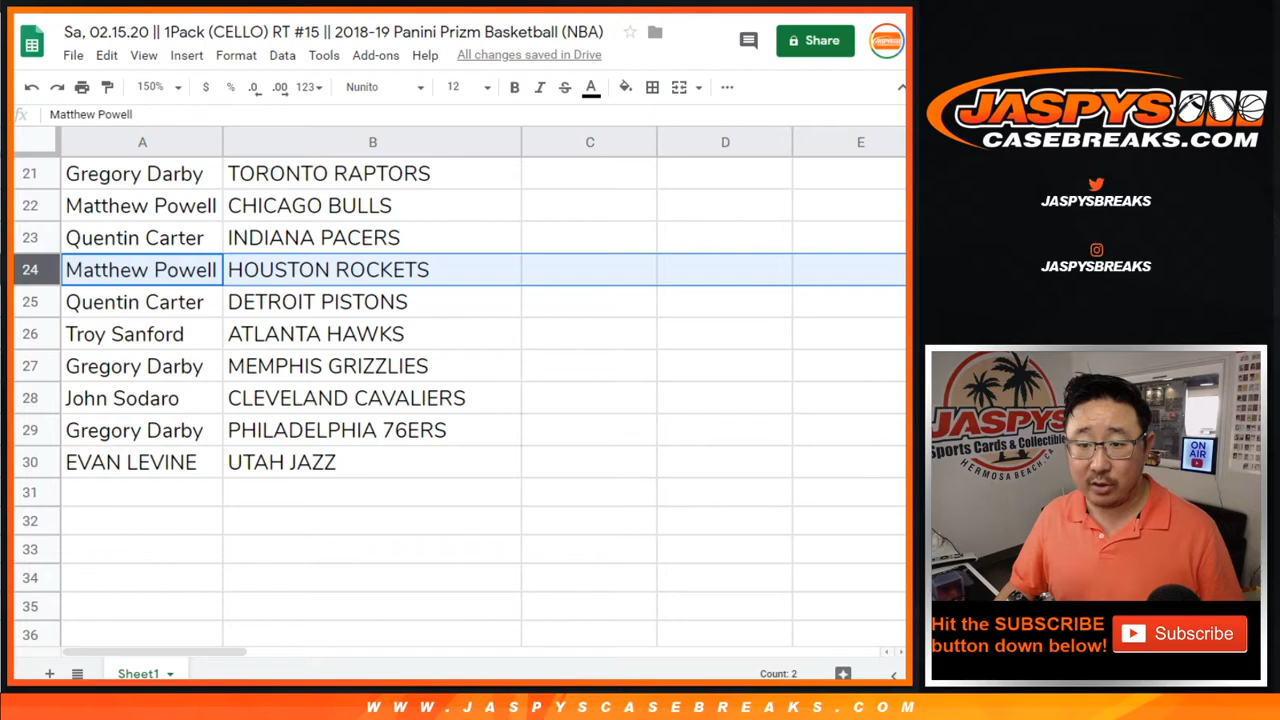 Sa, 02.15.20 || 1Pack (CELLO) RT #15 || 2018-19 Panini Prizm Basketball (NBA)
Share
File Edit View Insert Format Data Tools Add-ons Help All changes saved in Drive
150% $ % .0 .00 123 Nunito 12 B I S A
fx Matthew Powell
A B C D E
21 Gregory Darby TORONTO RAPTORS
22 Matthew Powell CHICAGO BULLS
23 Quentin Carter INDIANA PACERS
24 Matthew Powell HOUSTON ROCKETS
25 Quentin Carter DETROIT PISTONS
26 Troy Sanford ATLANTA HAWKS
27 Gregory Darby MEMPHIS GRIZZLIES
28 John Sodaro CLEVELAND CAVALIERS
29 Gregory Darby PHILADELPHIA 76ERS
30 EVAN LEVINE UTAH JAZZ
31
32
33
34
35
36
Sheet1 Count: 2
JASPYS
CASEBREAKS.COM
JASPYSBREAKS
JASPYSBREAKS
JASPYS
Sports Cards & Collectible
HERMOSA BEACH, CA
ON
AIR
Hit the SUBSCRIBE
button down below!
Subscribe
WWW.JASPYSCASEBREAKS.COM